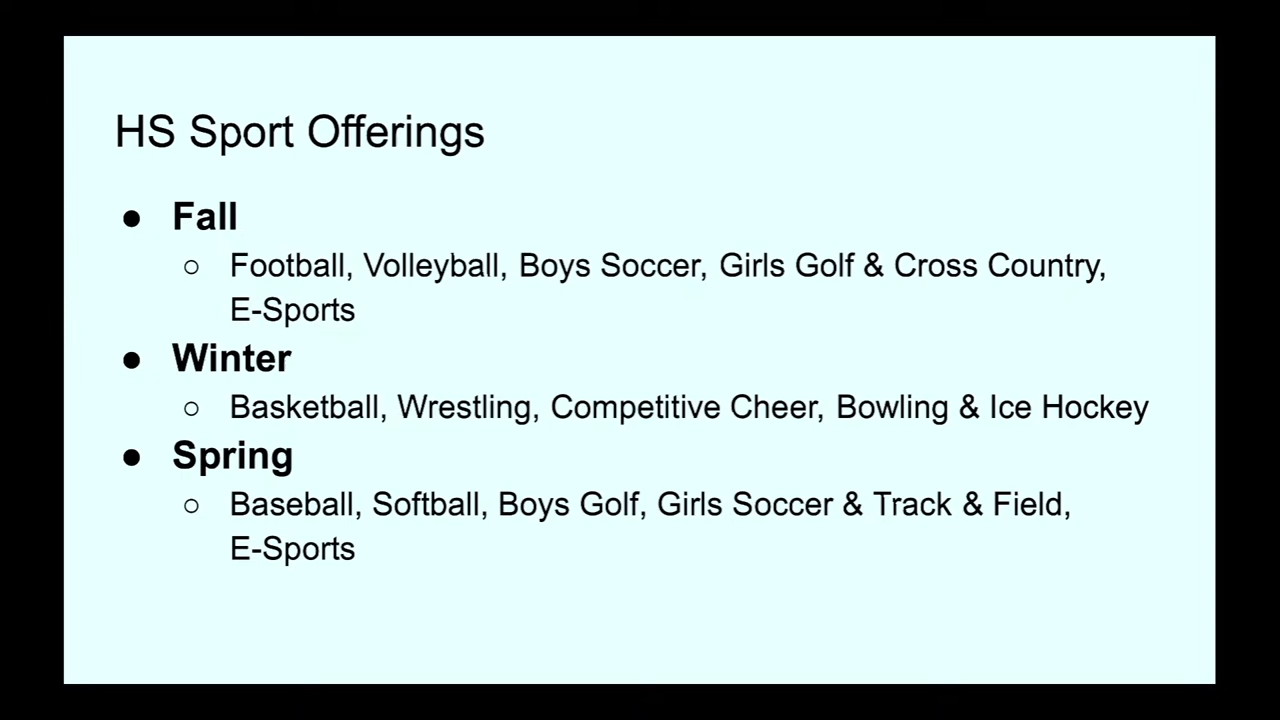 HS Sport Offerings
● Fall
○ Football, Volleyball, Boys Soccer, Girls Golf & Cross Country,
E-Sports
● Winter
○ Basketball, Wrestling, Competitive Cheer, Bowling & Ice Hockey
● Spring
○ Baseball, Softball, Boys Golf, Girls Soccer & Track & Field,
E-Sports